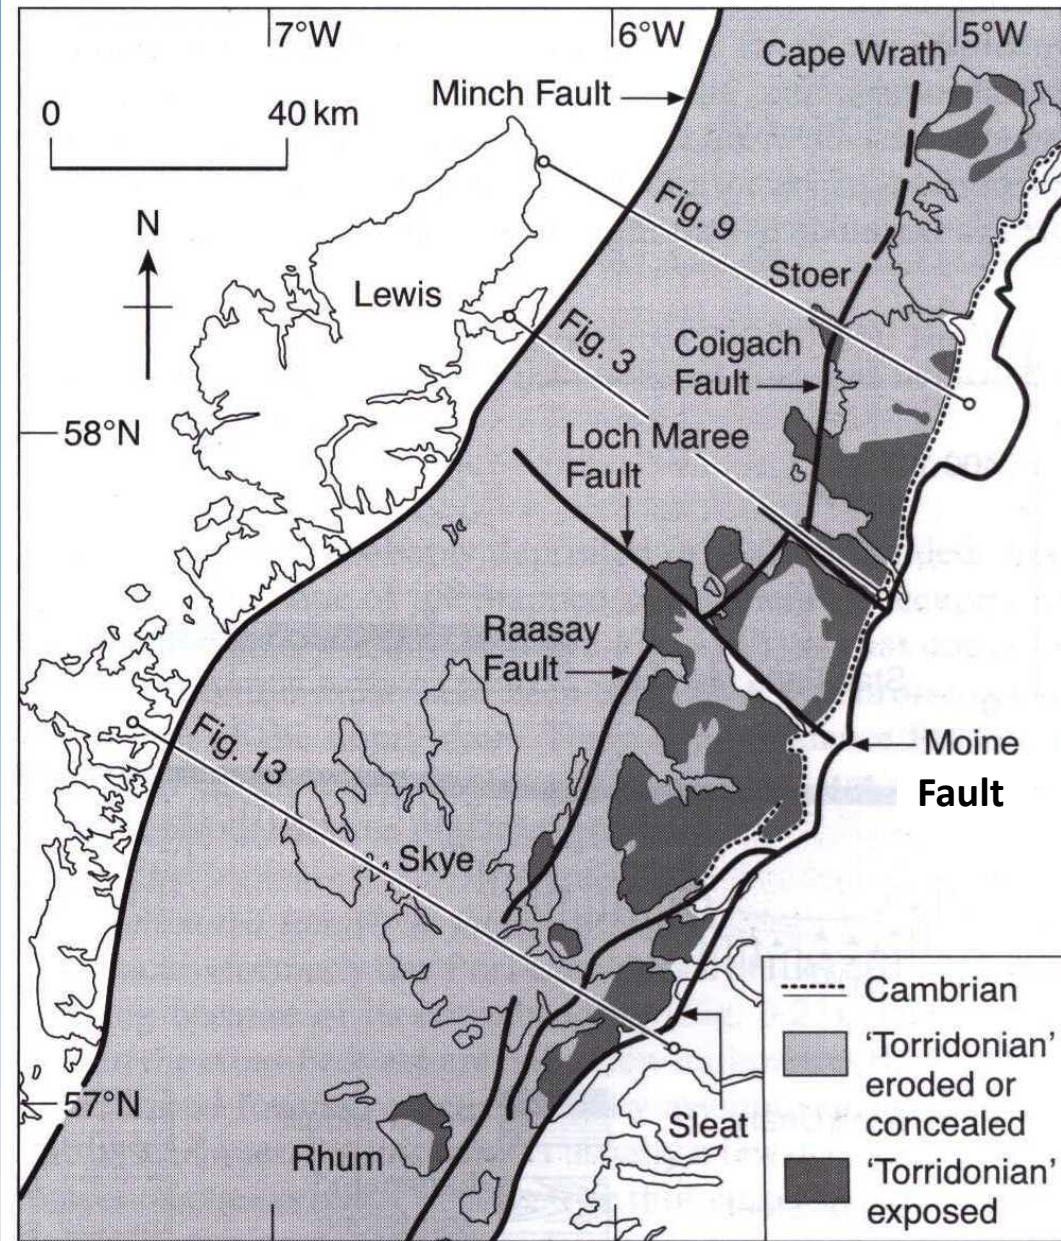 7°W
6°W
5°W
Cape Wrath
Minch Fault
0
40 km
N
Fig. 9
Lewis
Stoer
Fig. 3
Coigach
Fault
58°N
Loch Maree
Fault
Raasay
Fault
Moine
Fault
Fig. 13
Skye
Cambrian
'Torridonian'
eroded or
concealed
'Torridonian'
exposed
57°N
Sleat
Rhum